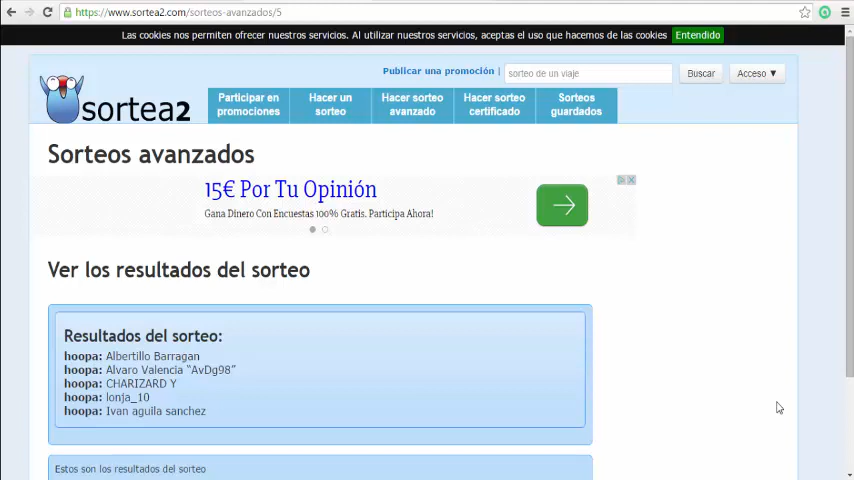 https://www.sortea2.com/sorteos-avanzados/5
Las cookies nos permiten ofrecer nuestros servicios. Al utilizar nuestros servicios, aceptas el uso que hacemos de las cookies Entendido
Publicar una promoción | sorteo de un viaje Buscar Acceso ▼
sortea2
Participar en promociones
Hacer un sorteo
Hacer sorteo avanzado
Hacer sorteo certificado
Sorteos guardados
Sorteos avanzados
15€ Por Tu Opinión
Gana Dinero Con Encuestas 100% Gratis. Participa Ahora!
Ver los resultados del sorteo
Resultados del sorteo:
hoopa: Albertillo Barragan
hoopa: Alvaro Valencia “AvDg98”
hoopa: CHARIZARD Y
hoopa: lonja_10
hoopa: Ivan aguila sanchez
Estos son los resultados del sorteo